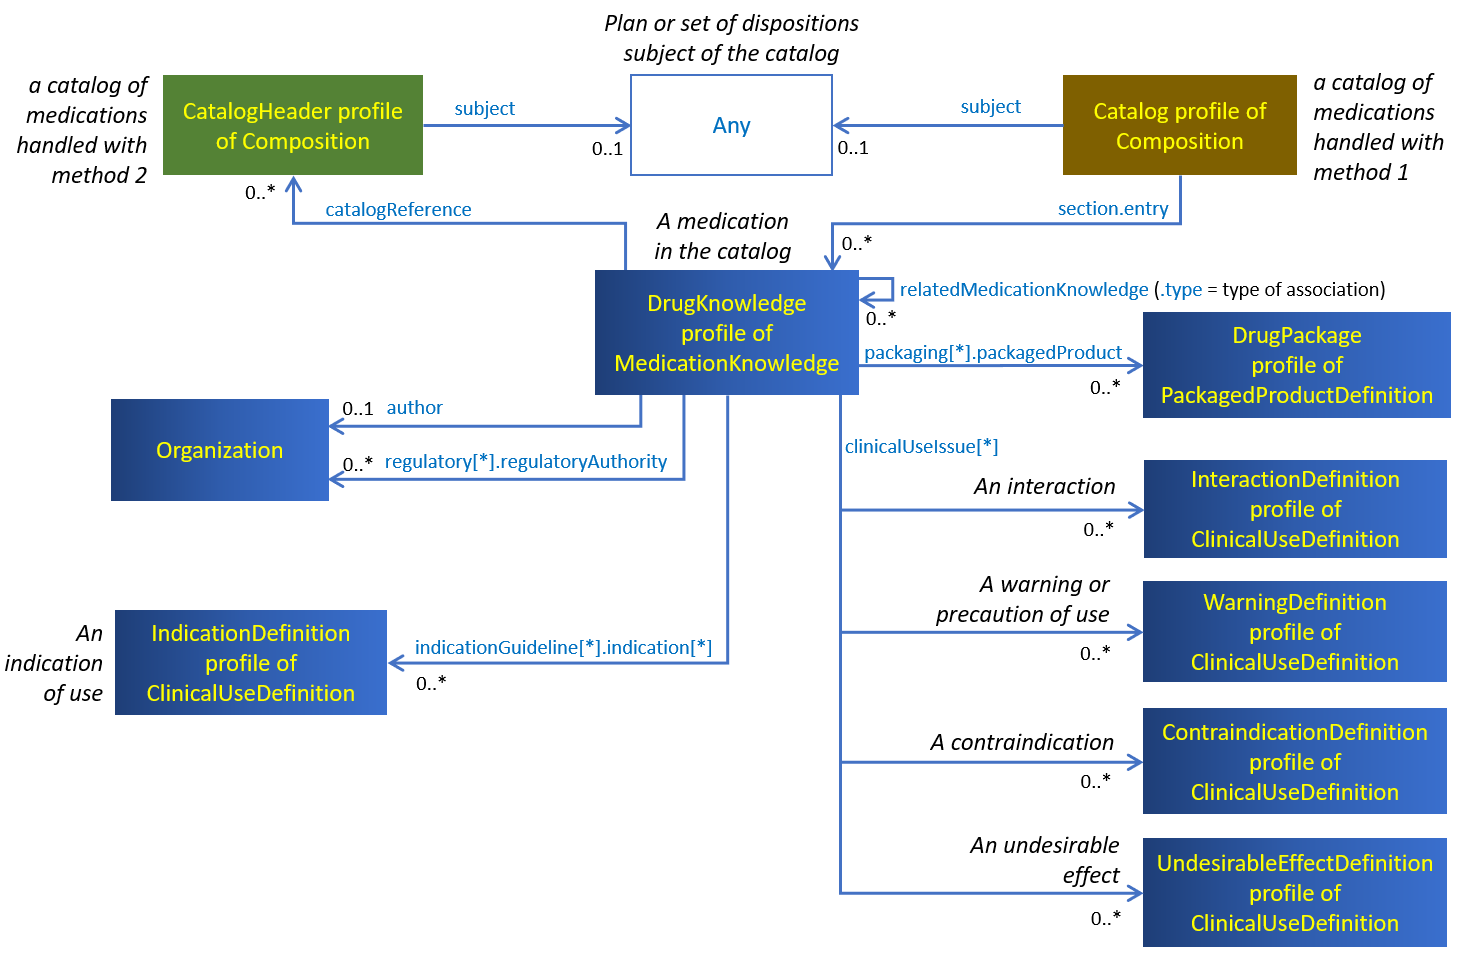 Plan or set of dispositions
subject of the catalog
a catalog of
medications
handled with
method 2
CatalogHeader profile
of Composition
subject
0..1
Any
subject
0..1
Catalog profile of
Composition
a catalog of
medications
handled with
method 1
0..*
catalogReference
A medication
in the catalog
section.entry
0..*
DrugKnowledge
profile of
MedicationKnowledge
relatedMedicationKnowledge (.type = type of association)
0..*
packaging[*].packagedProduct
0..*
DrugPackage
profile of
PackagedProductDefinition
Organization
0..1 author
0..* regulatory[*].regulatoryAuthority
clinicalUseIssue[*]
An interaction
0..*
InteractionDefinition
profile of
ClinicalUseDefinition
A warning or
precaution of use
0..*
WarningDefinition
profile of
ClinicalUseDefinition
An
indication
of use
IndicationDefinition
profile of
ClinicalUseDefinition
indicationGuideline[*].indication[*]
0..*
A contraindication
0..*
ContraindicationDefinition
profile of
ClinicalUseDefinition
An undesirable
effect
0..*
UndesirableEffectDefinition
profile of
ClinicalUseDefinition